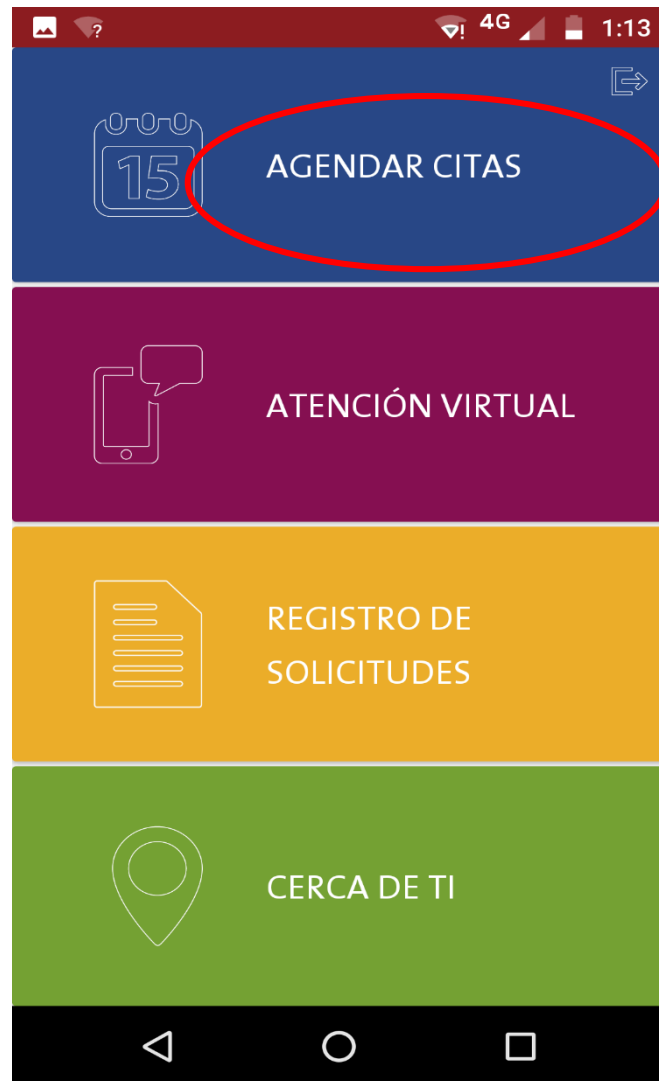 4G 1:13
15
AGENDAR CITAS
ATENCIÓN VIRTUAL
REGISTRO DE
SOLICITUDES
CERCA DE TI